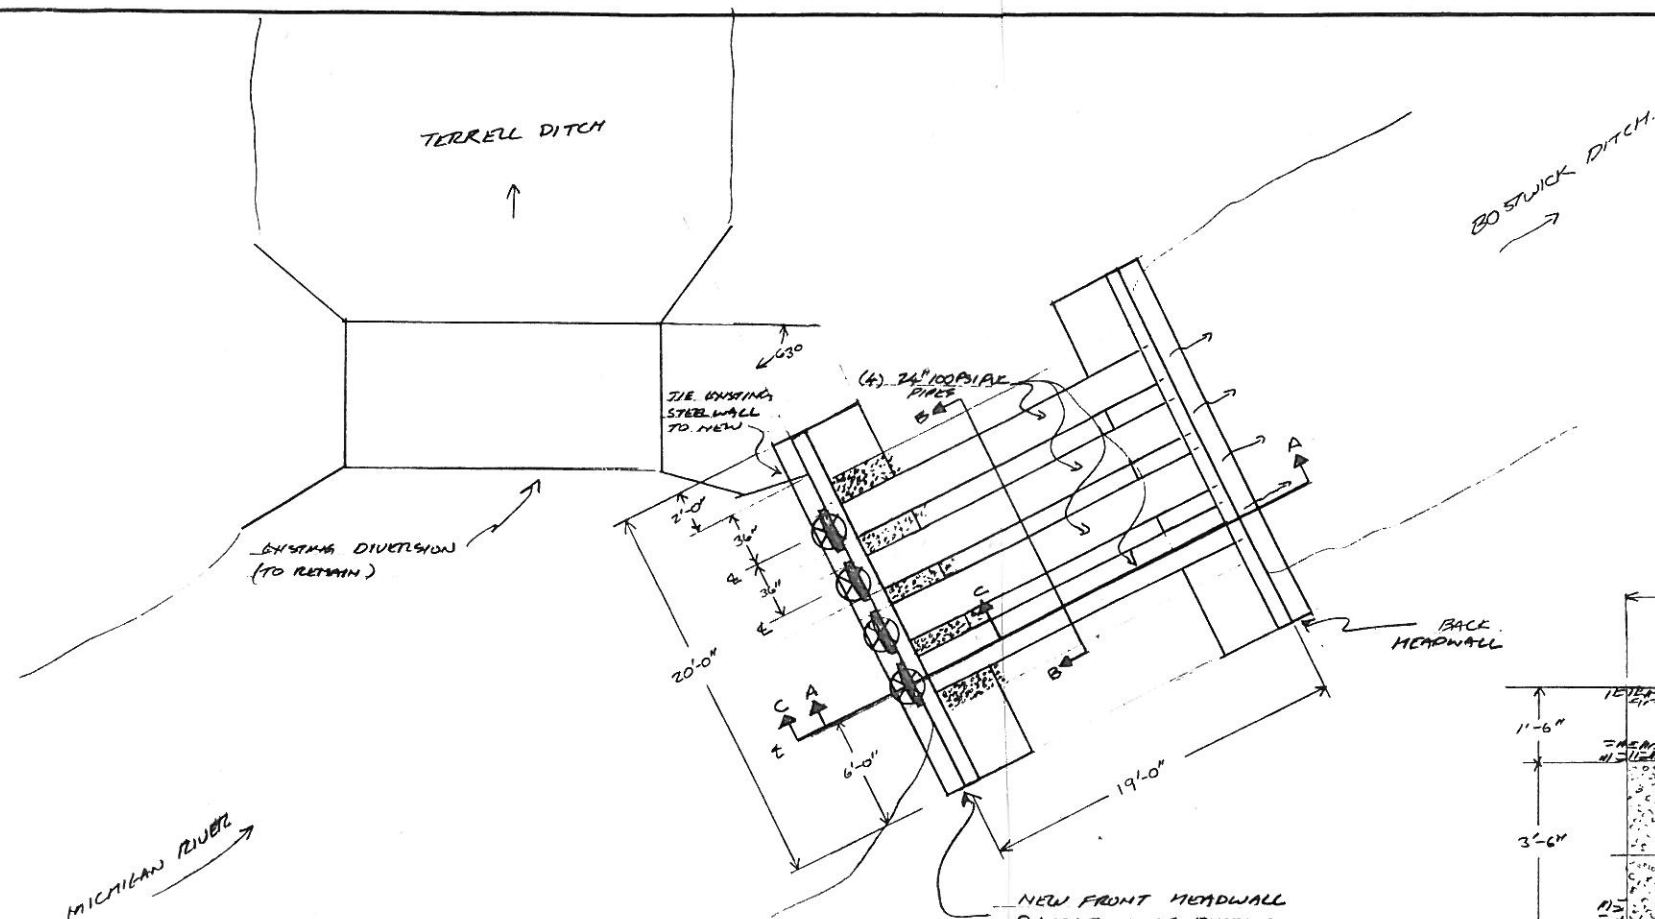 TERRELL DITCH
BOSTWICK DITCH
63°
TIE EXISTING
STEEL WALL
TO NEW
(4) 24" 100PSI PVC
PIPES
B
A
2'-0"
36"
℄
36"
℄
EXISTING DIVERSION
(TO REMAIN)
20'-0"
C
B
BACK
HEADWALL
C A
℄
6'-0"
19'-0"
1'-6"
3'-6"
MICHIGAN RIVER
NEW FRONT HEADWALL